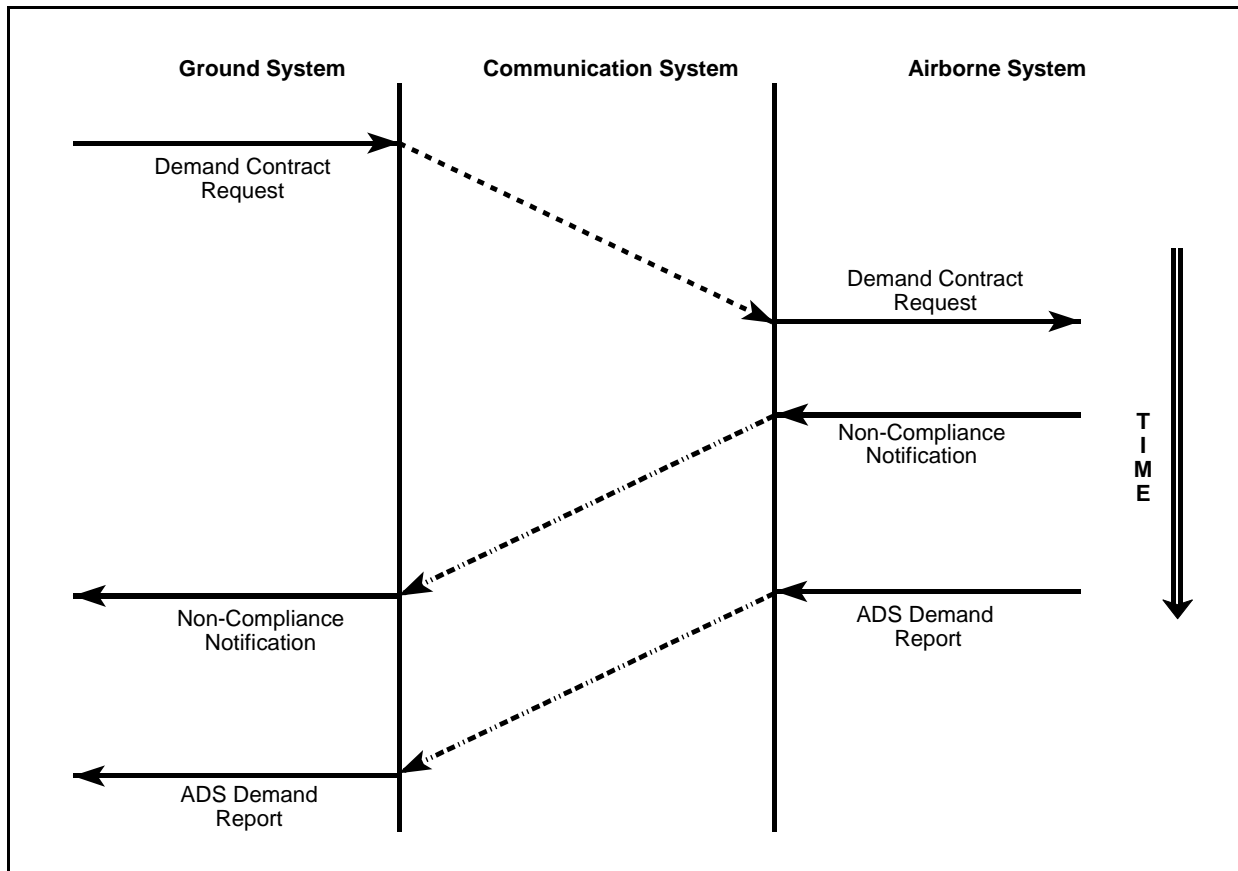 Ground System
Communication System
Airborne System
Demand Contract
Request
Demand Contract
Request
Non-Compliance
Notification
T
I
M
E
Non-Compliance
Notification
ADS Demand
Report
ADS Demand
Report